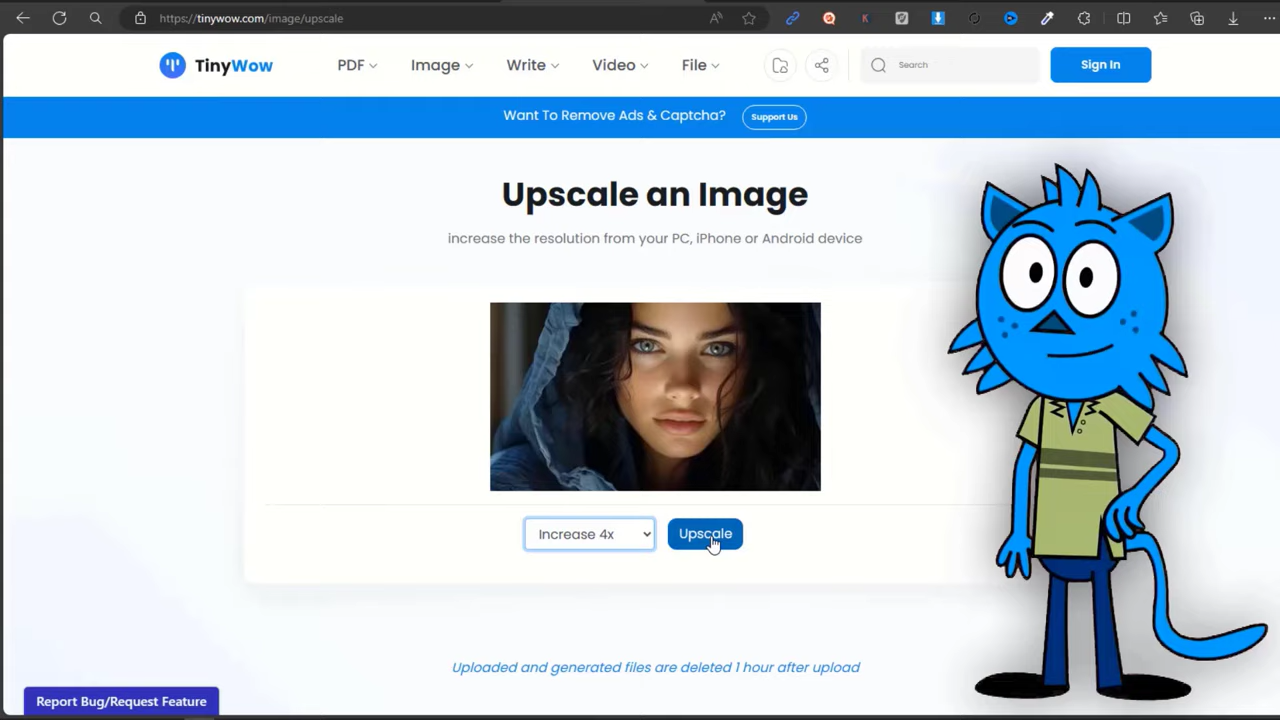 https://tinywow.com/image/upscale
TinyWow
PDF
Image
Write
Video
File
Search
Sign In
Want To Remove Ads & Captcha?
Support Us
Upscale an Image
increase the resolution from your PC, iPhone or Android device
Increase 4x
Upscale
Uploaded and generated files are deleted 1 hour after upload
Report Bug/Request Feature